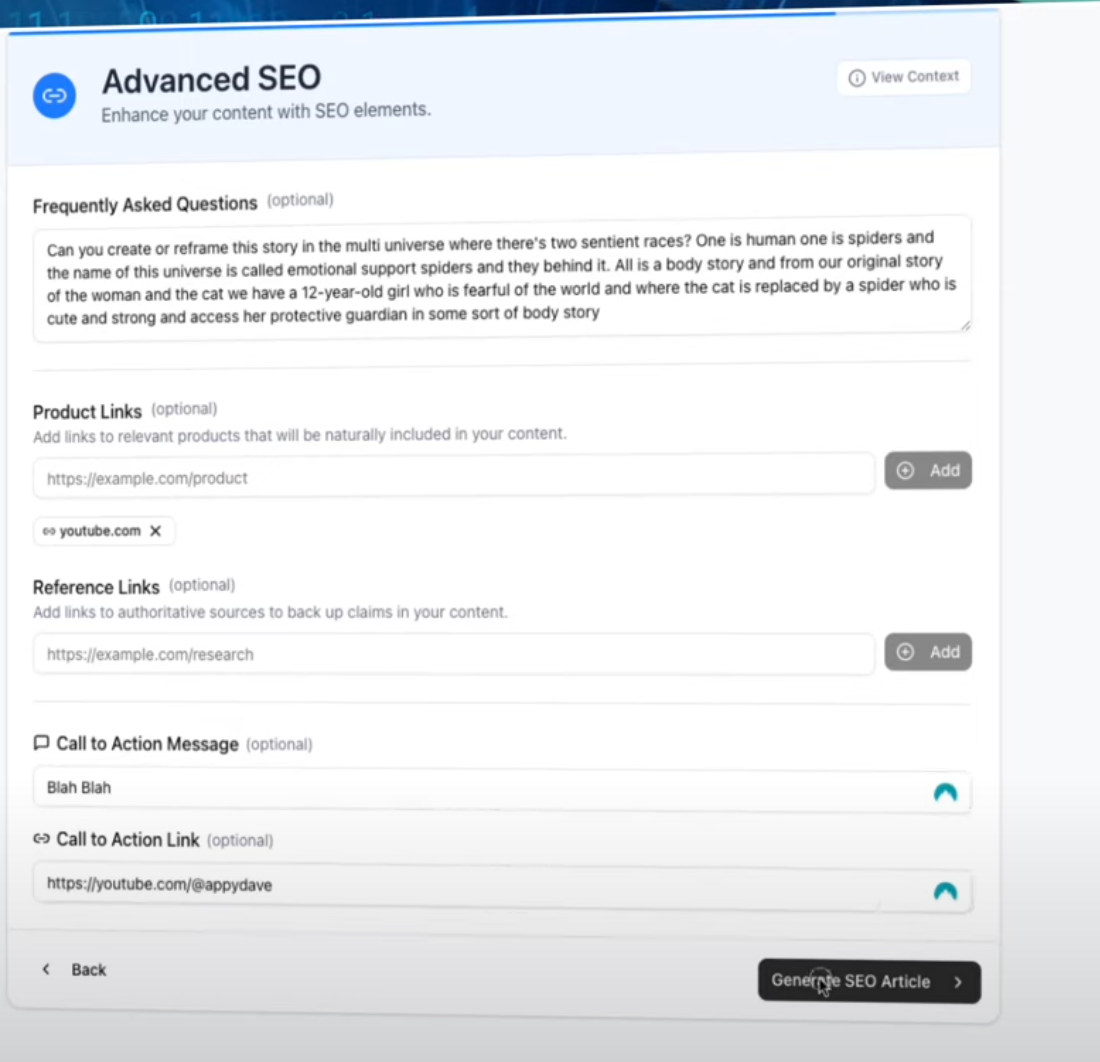 Advanced SEO
Enhance your content with SEO elements.
View Context
Frequently Asked Questions (optional)
Can you create or reframe this story in the multi universe where there's two sentient races? One is human one is spiders and
the name of this universe is called emotional support spiders and they behind it. All is a body story and from our original story
of the woman and the cat we have a 12-year-old girl who is fearful of the world and where the cat is replaced by a spider who is
cute and strong and access her protective guardian in some sort of body story
Product Links (optional)
Add links to relevant products that will be naturally included in your content.
https://example.com/product
Add
youtube.com
Reference Links (optional)
Add links to authoritative sources to back up claims in your content.
https://example.com/research
Add
Call to Action Message (optional)
Blah Blah
Call to Action Link (optional)
https://youtube.com/@appydave
Back
Generate SEO Article